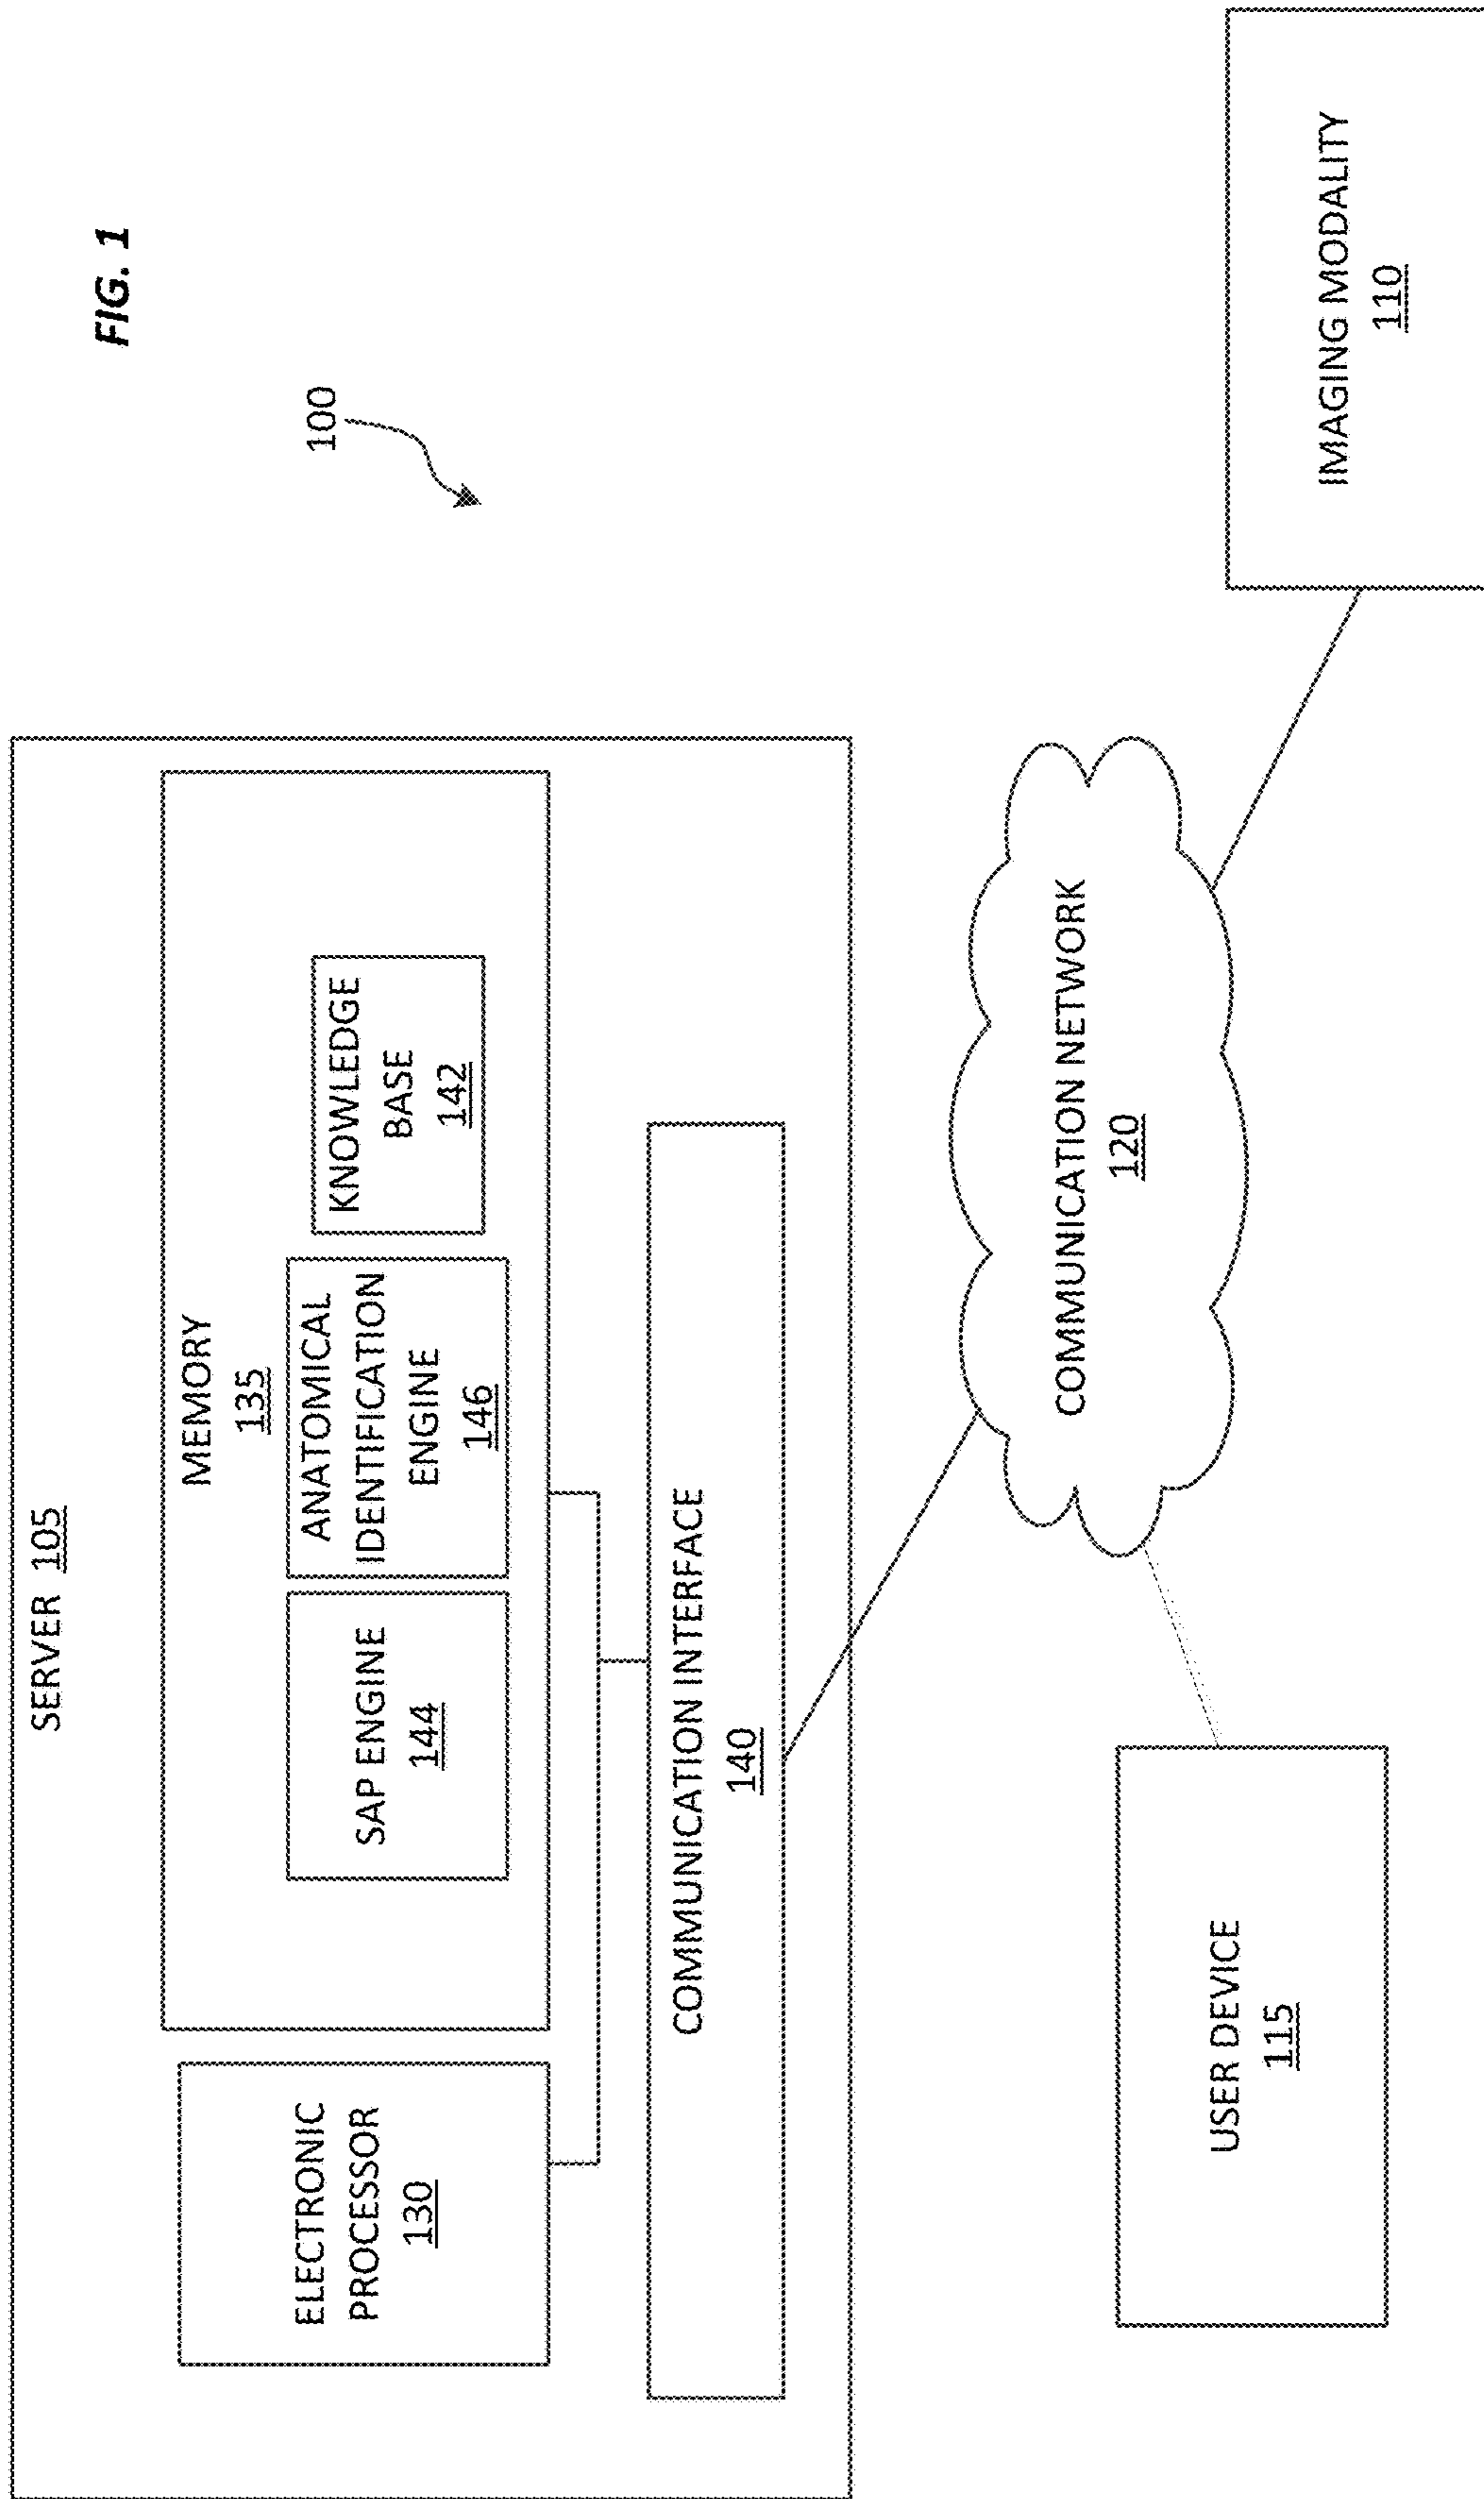 FIG. 1
100
SERVER 105
MEMORY
135
ELECTRONIC
PROCESSOR
130
SAP ENGINE
144
ANATOMICAL
IDENTIFICATION
ENGINE
146
KNOWLEDGE
BASE
142
COMMUNICATION INTERFACE
140
COMMUNICATION NETWORK
120
USER DEVICE
115
IMAGING MODALITY
110